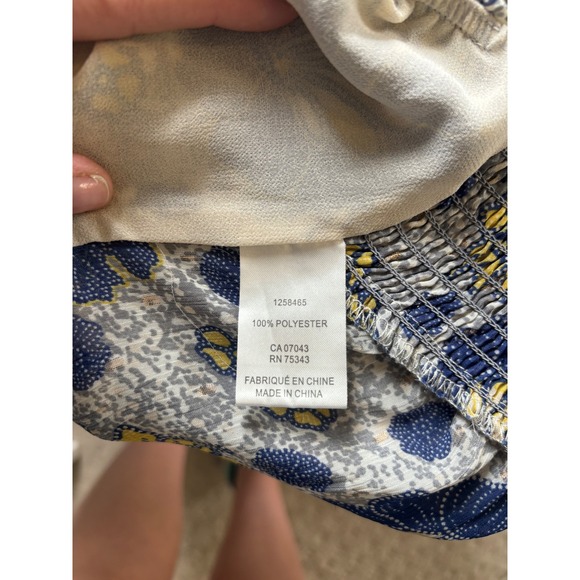 1258465
100% POLYESTER
CA 07043
RN 75343
FABRIQUÉ EN CHINE
MADE IN CHINA